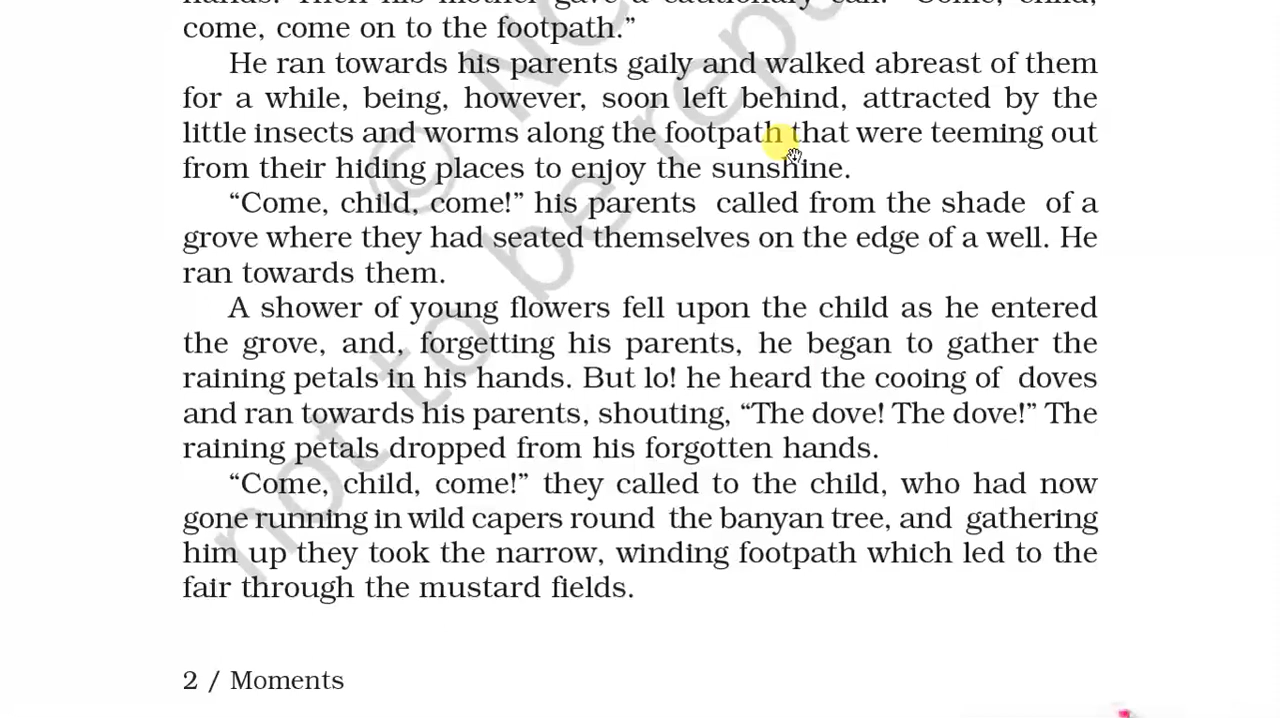 come, come on to the footpath.”
He ran towards his parents gaily and walked abreast of them
for a while, being, however, soon left behind, attracted by the
little insects and worms along the footpath that were teeming out
from their hiding places to enjoy the sunshine.
“Come, child, come!” his parents called from the shade of a
grove where they had seated themselves on the edge of a well. He
ran towards them.
A shower of young flowers fell upon the child as he entered
the grove, and, forgetting his parents, he began to gather the
raining petals in his hands. But lo! he heard the cooing of doves
and ran towards his parents, shouting, “The dove! The dove!” The
raining petals dropped from his forgotten hands.
“Come, child, come!” they called to the child, who had now
gone running in wild capers round the banyan tree, and gathering
him up they took the narrow, winding footpath which led to the
fair through the mustard fields.
2 / Moments
not to be